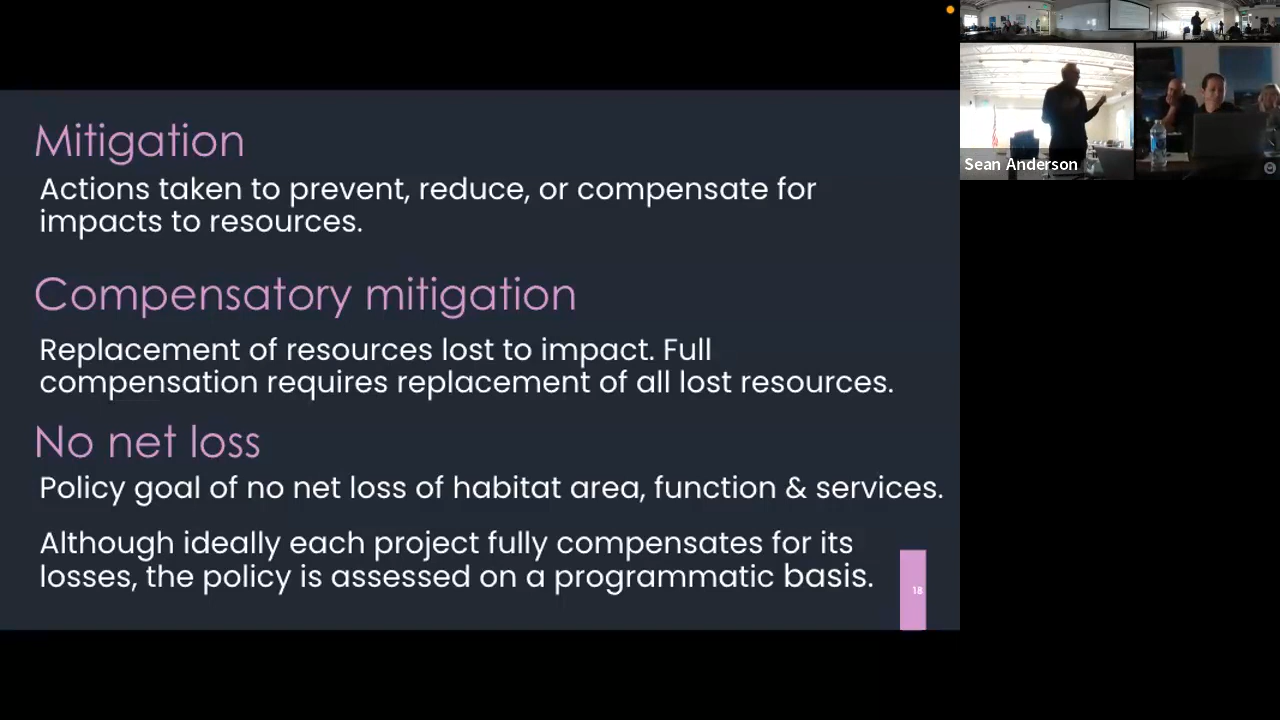 Mitigation
Actions taken to prevent, reduce, or compensate for
impacts to resources.
Compensatory mitigation
Replacement of resources lost to impact. Full
compensation requires replacement of all lost resources.
No net loss
Policy goal of no net loss of habitat area, function & services.
Although ideally each project fully compensates for its
losses, the policy is assessed on a programmatic basis.
18
Sean Anderson